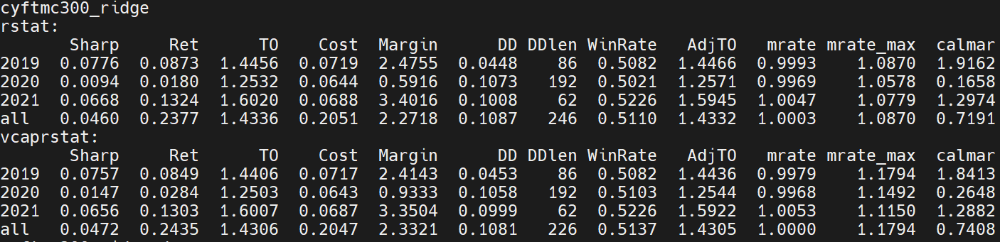 cyftmc300_ridge
rstat:
Sharp Ret TO Cost Margin DD DDlen WinRate AdjTO mrate mrate_max calmar
2019 0.0776 0.0873 1.4456 0.0719 2.4755 0.0448 86 0.5082 1.4466 0.9993 1.0870 1.9162
2020 0.0094 0.0180 1.2532 0.0644 0.5916 0.1073 192 0.5021 1.2571 0.9969 1.0578 0.1658
2021 0.0668 0.1324 1.6020 0.0688 3.4016 0.1008 62 0.5226 1.5945 1.0047 1.0779 1.2974
all 0.0460 0.2377 1.4336 0.2051 2.2718 0.1087 246 0.5110 1.4332 1.0003 1.0870 0.7191
vcaprstat:
Sharp Ret TO Cost Margin DD DDlen WinRate AdjTO mrate mrate_max calmar
2019 0.0757 0.0849 1.4406 0.0717 2.4143 0.0453 86 0.5082 1.4436 0.9979 1.1794 1.8413
2020 0.0147 0.0284 1.2503 0.0643 0.9333 0.1058 192 0.5103 1.2544 0.9968 1.1492 0.2648
2021 0.0656 0.1303 1.6007 0.0687 3.3504 0.0999 62 0.5226 1.5922 1.0053 1.1150 1.2882
all 0.0472 0.2435 1.4306 0.2047 2.3321 0.1081 226 0.5137 1.4305 1.0000 1.1794 0.7408